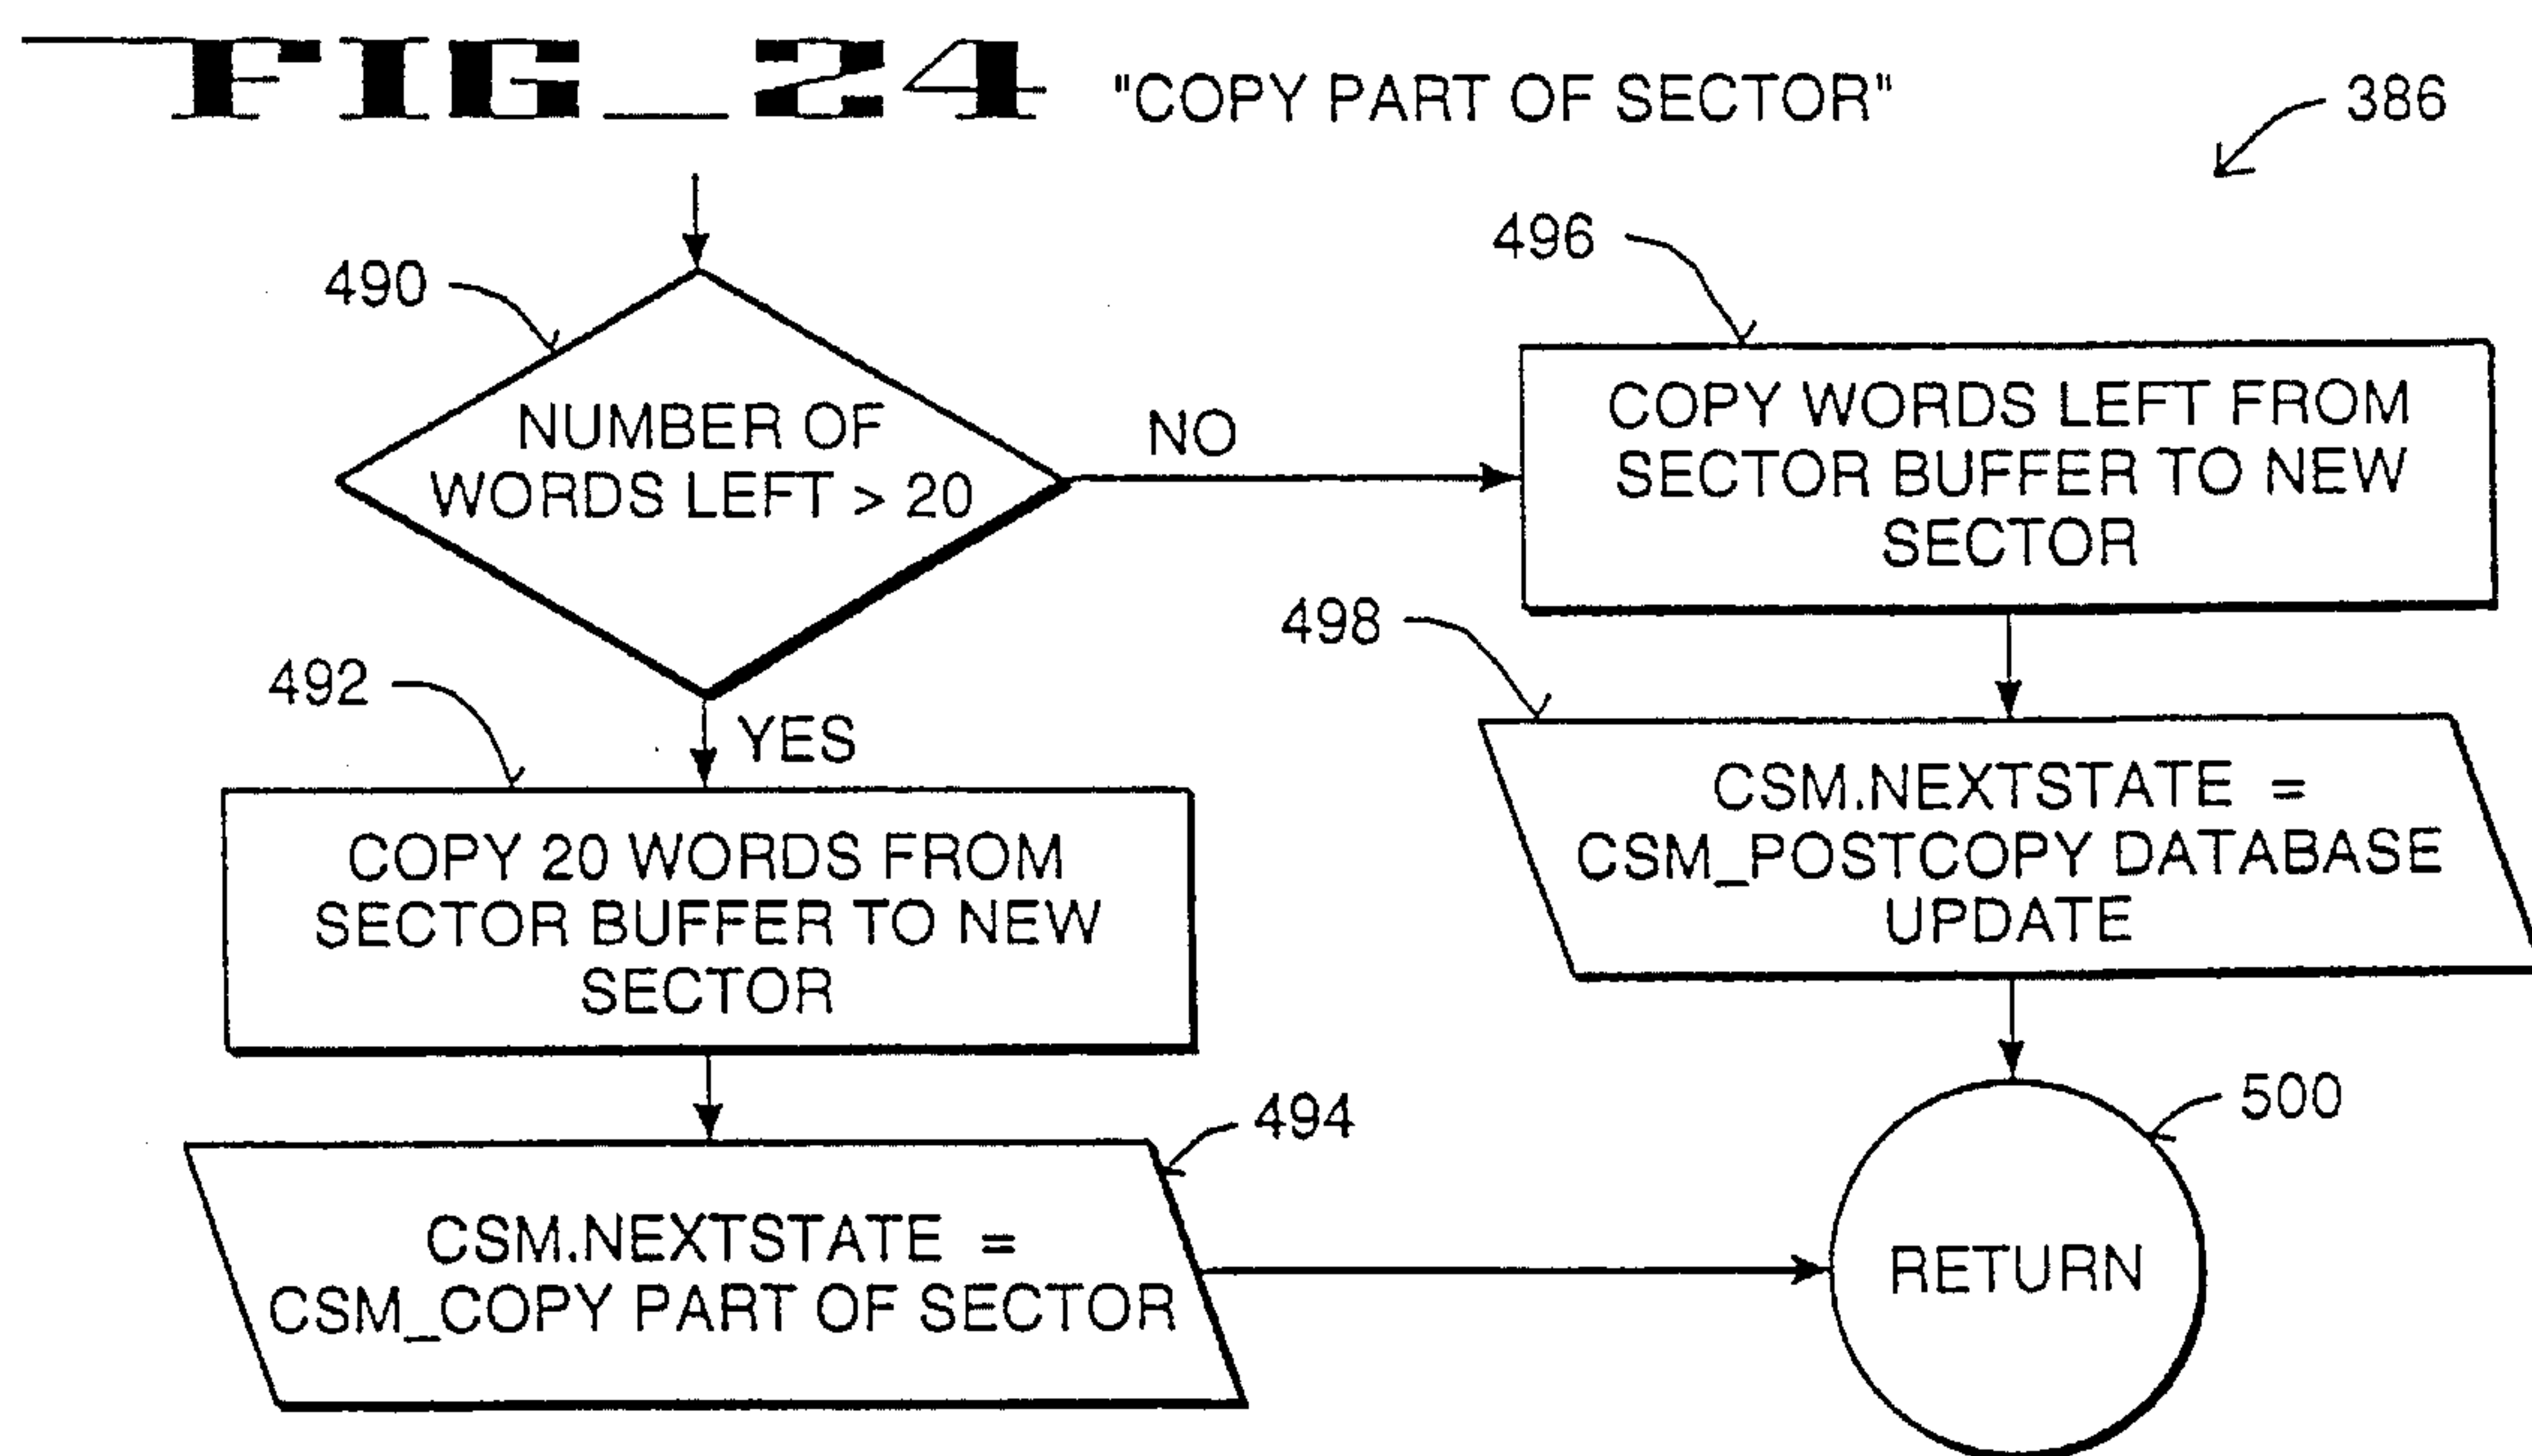 FIG_24 "COPY PART OF SECTOR"
386
490
NUMBER OF
WORDS LEFT > 20
NO
YES
496
COPY WORDS LEFT FROM
SECTOR BUFFER TO NEW
SECTOR
498
CSM.NEXTSTATE =
CSM_POSTCOPY DATABASE
UPDATE
492
COPY 20 WORDS FROM
SECTOR BUFFER TO NEW
SECTOR
494
CSM.NEXTSTATE =
CSM_COPY PART OF SECTOR
500
RETURN